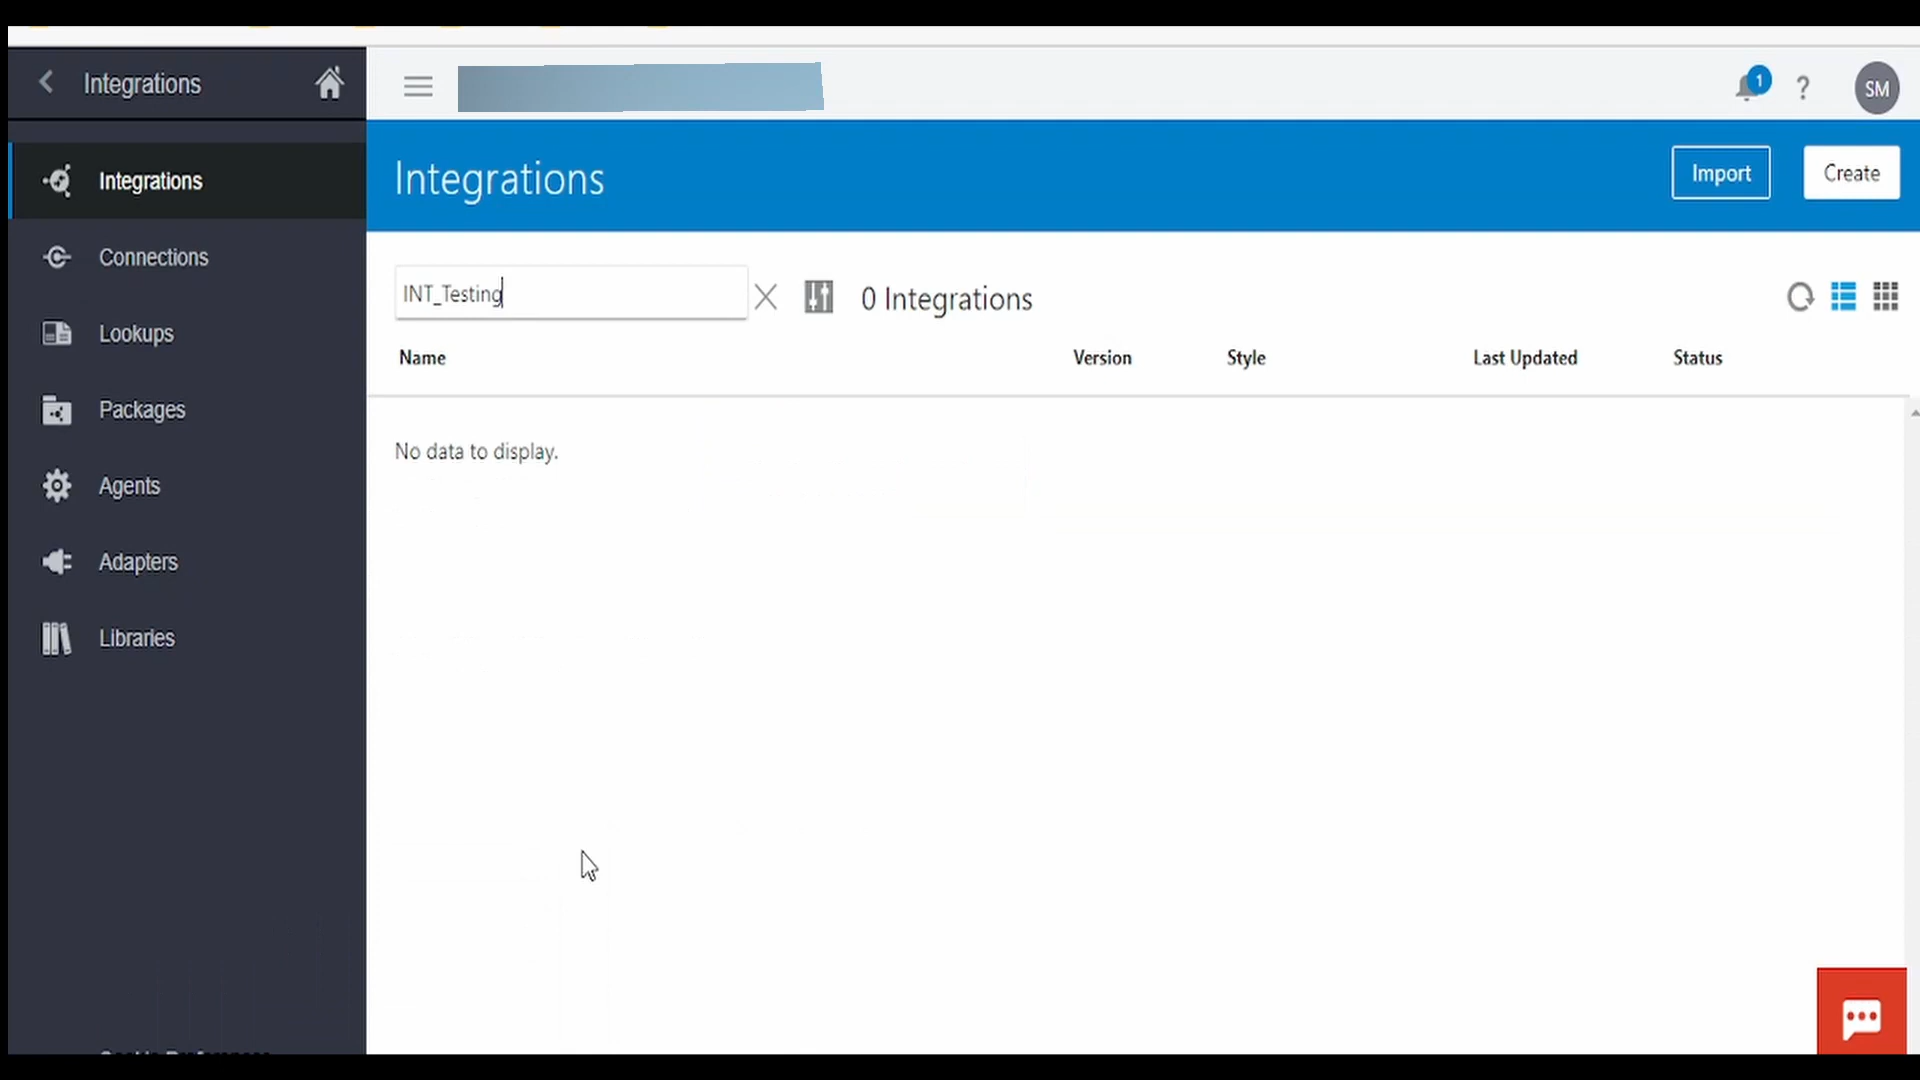 Integrations
1
?
SM
Integrations
Import
Create
Integrations
Connections
Lookups
Packages
Agents
Adapters
Libraries
INT_Testing
0 Integrations
Name
Version
Style
Last Updated
Status
No data to display.